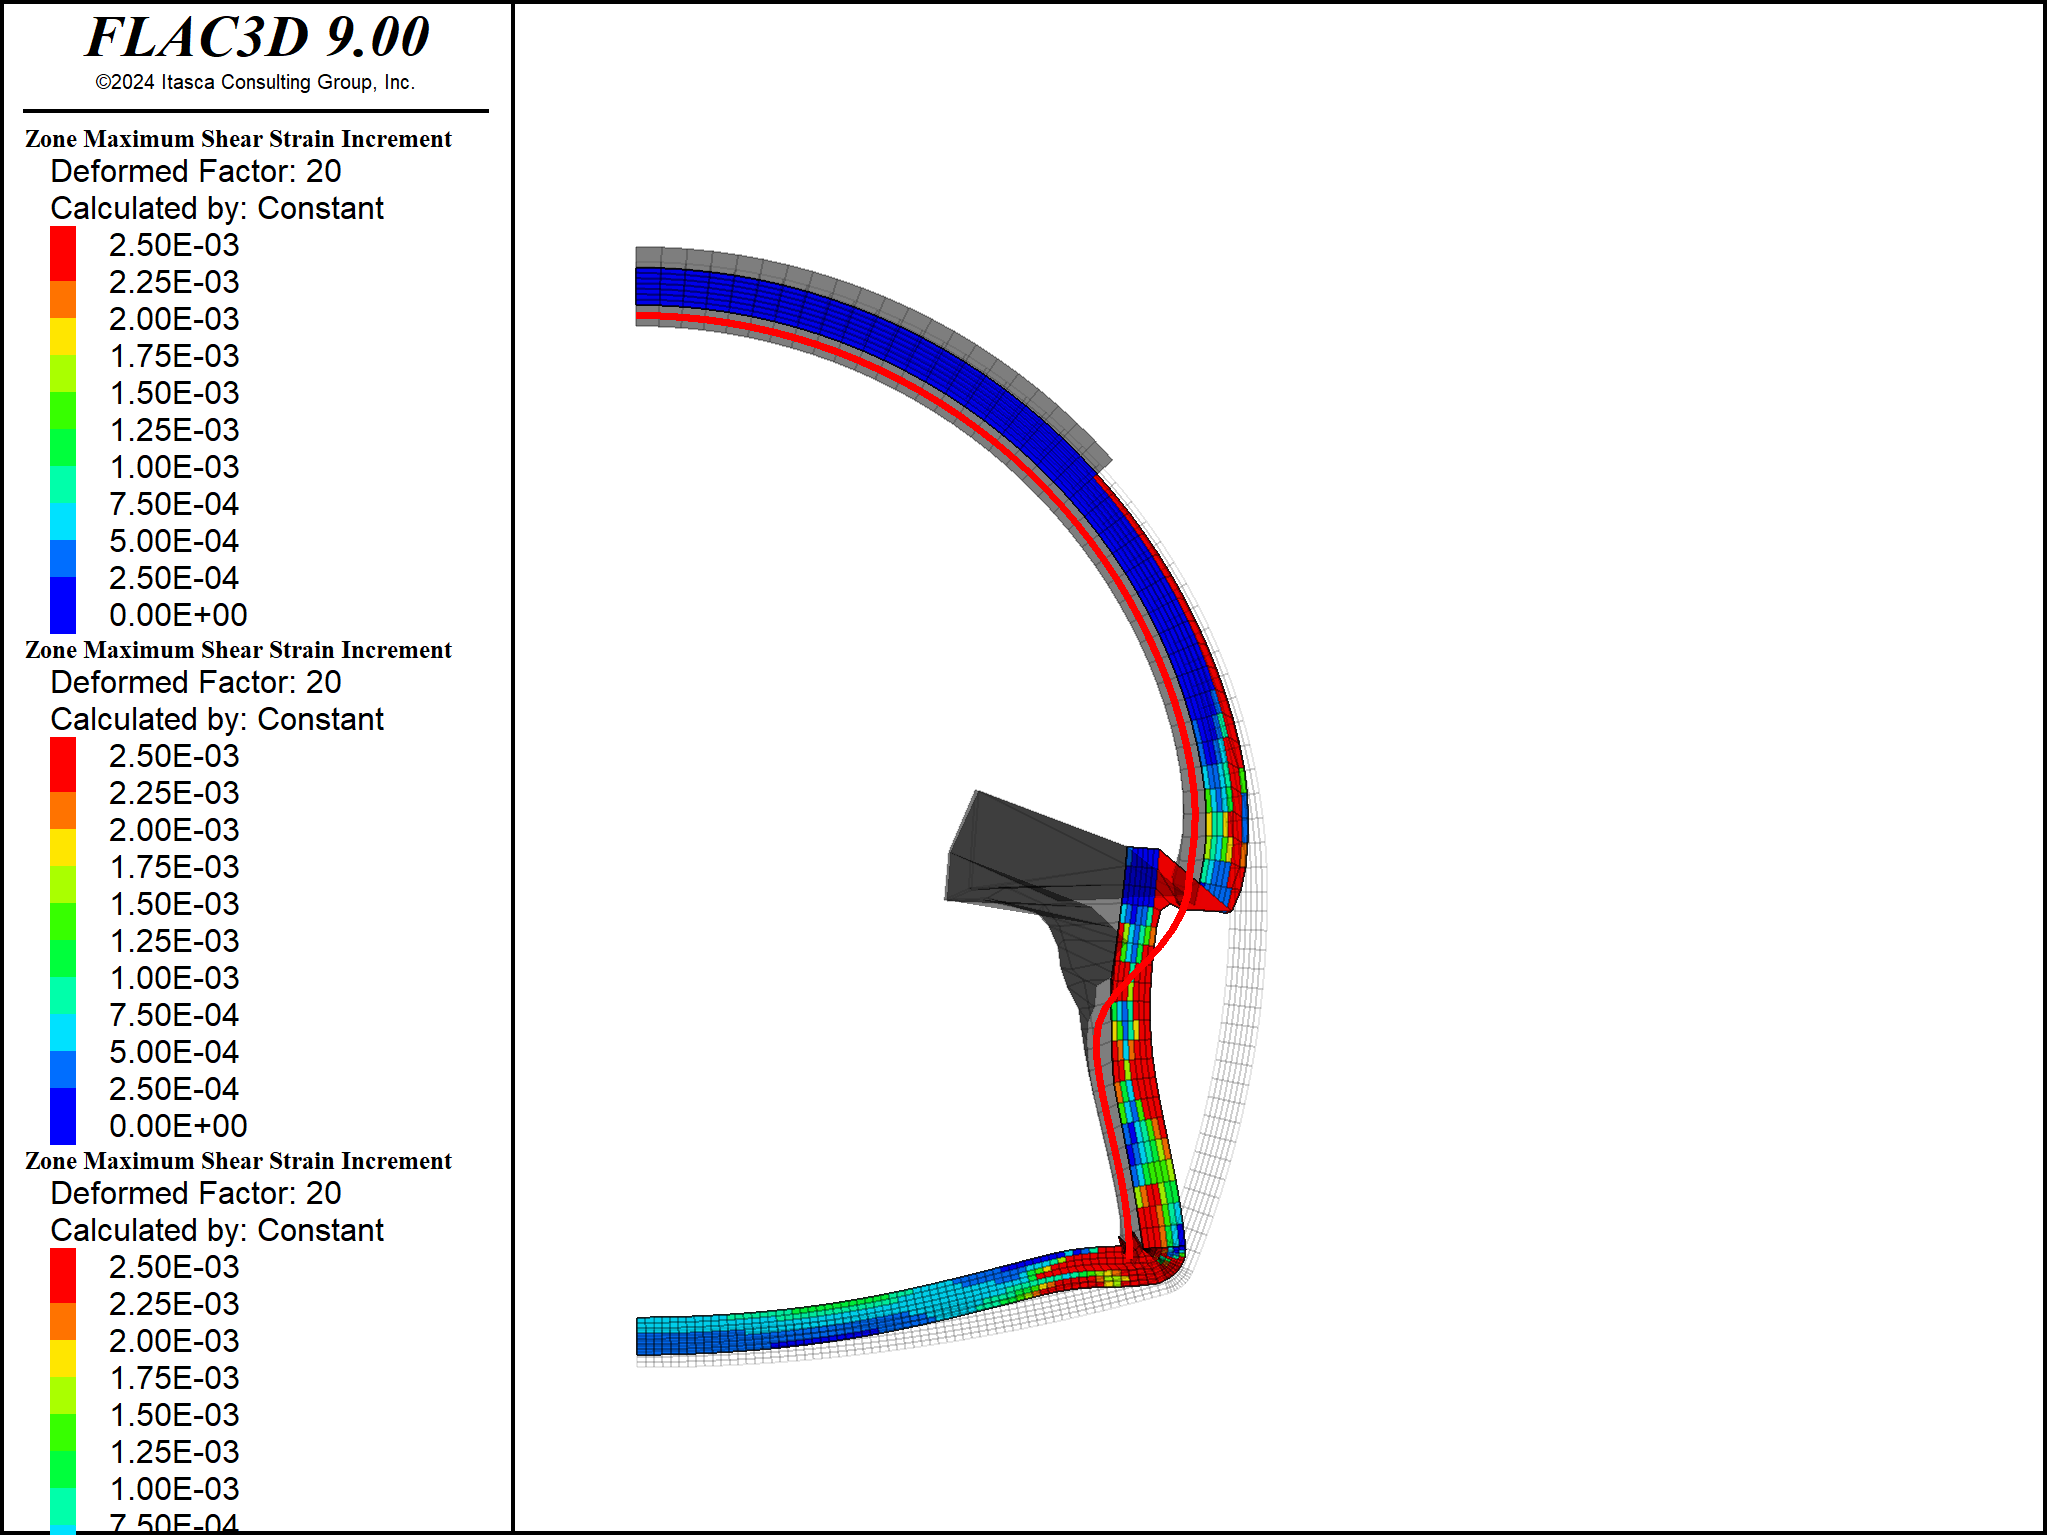 FLAC3D 9.00
©2024 Itasca Consulting Group, Inc.
Zone Maximum Shear Strain Increment
Deformed Factor: 20
Calculated by: Constant
2.50E-03
2.25E-03
2.00E-03
1.75E-03
1.50E-03
1.25E-03
1.00E-03
7.50E-04
5.00E-04
2.50E-04
0.00E+00
Zone Maximum Shear Strain Increment
Deformed Factor: 20
Calculated by: Constant
2.50E-03
2.25E-03
2.00E-03
1.75E-03
1.50E-03
1.25E-03
1.00E-03
7.50E-04
5.00E-04
2.50E-04
0.00E+00
Zone Maximum Shear Strain Increment
Deformed Factor: 20
Calculated by: Constant
2.50E-03
2.25E-03
2.00E-03
1.75E-03
1.50E-03
1.25E-03
1.00E-03
7.50E-04